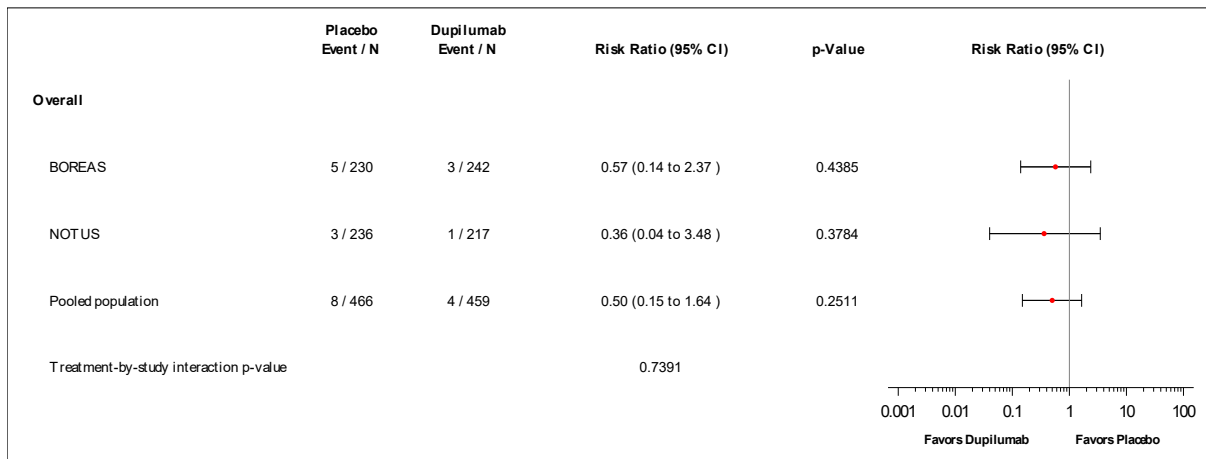 Placebo Dupilumab
Event / N Event / N Risk Ratio (95% CI) p-Value Risk Ratio (95% CI)
Overall
BOREAS 5 / 230 3 / 242 0.57 (0.14 to 2.37 ) 0.4385
NOTUS 3 / 236 1 / 217 0.36 (0.04 to 3.48 ) 0.3784
Pooled population 8 / 466 4 / 459 0.50 (0.15 to 1.64 ) 0.2511
Treatment-by-study interaction p-value 0.7391
0.001 0.01 0.1 1 10 100
Favors Dupilumab Favors Placebo